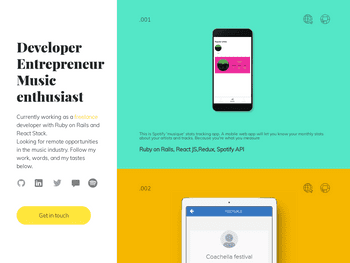 Developer
Entrepreneur
Music
enthusiast
Currently working as a freelance
developer with Ruby on Rails and
React Stack.
Looking for remote opportunities
in the music industry. Follow my
work, words, and my tastes
below.
Get in touch
.001
This is Spotify stats tracking app. A mobile web app will let you know your monthly stats
about your artists and tracks. Because you're what you measure.
Ruby on Rails, React JS,Redux, Spotify API
.002
Coachella festival